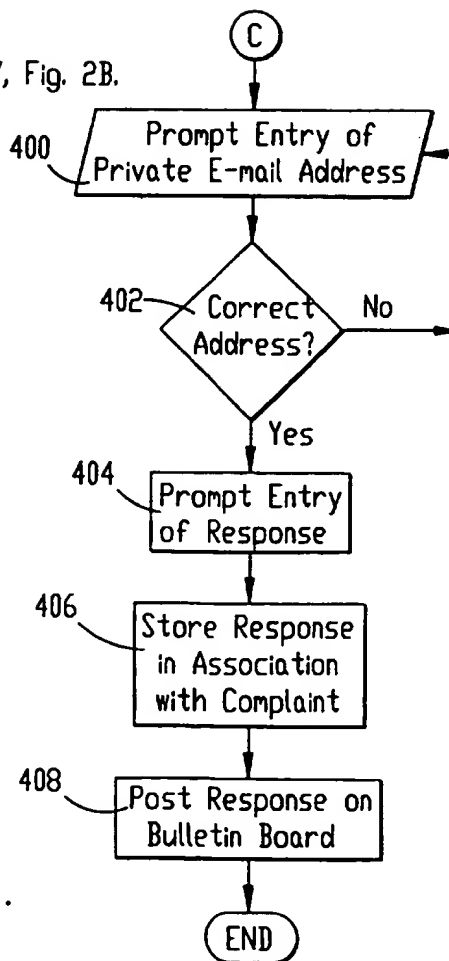 C
, Fig. 2B.
400
Prompt Entry of
Private E-mail Address
402
Correct
Address?
No
Yes
404
Prompt Entry
of Response
406
Store Response
in Association
with Complaint
408
Post Response on
Bulletin Board
END